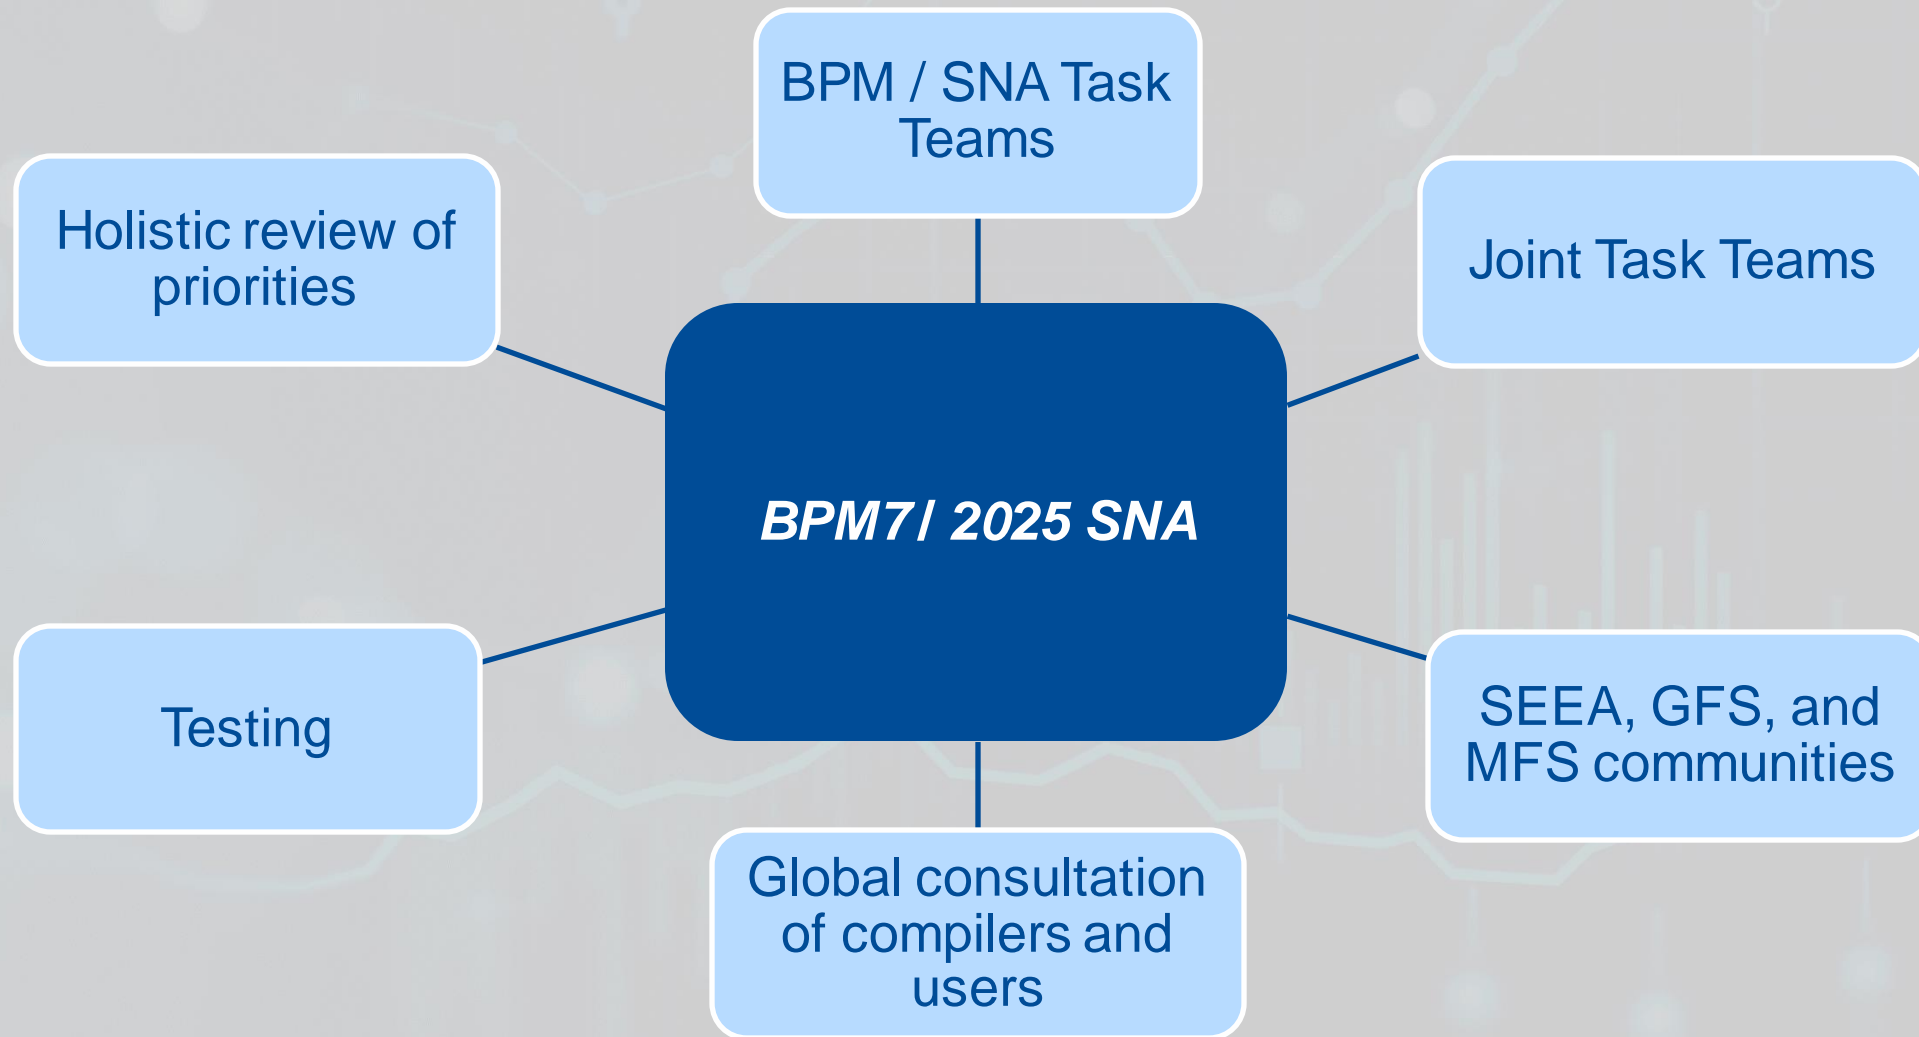 BPM / SNA Task
Teams
Holistic review of
priorities
Joint Task Teams
BPM7/ 2025 SNA
Testing
SEEA, GFS, and
MFS communities
Global consultation
of compilers and
users